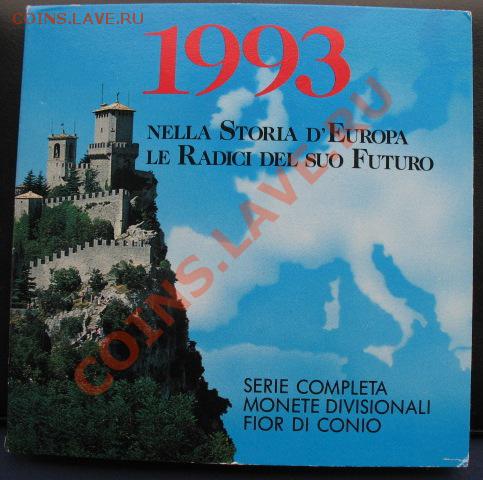 COINS.LAVE.RU
1993
NELLA STORIA D'EUROPA
LE RADICI DEL SUO FUTURO
COINS.LAVE.RU
SERIE COMPLETA
MONETE DIVISIONALI
FIOR DI CONIO